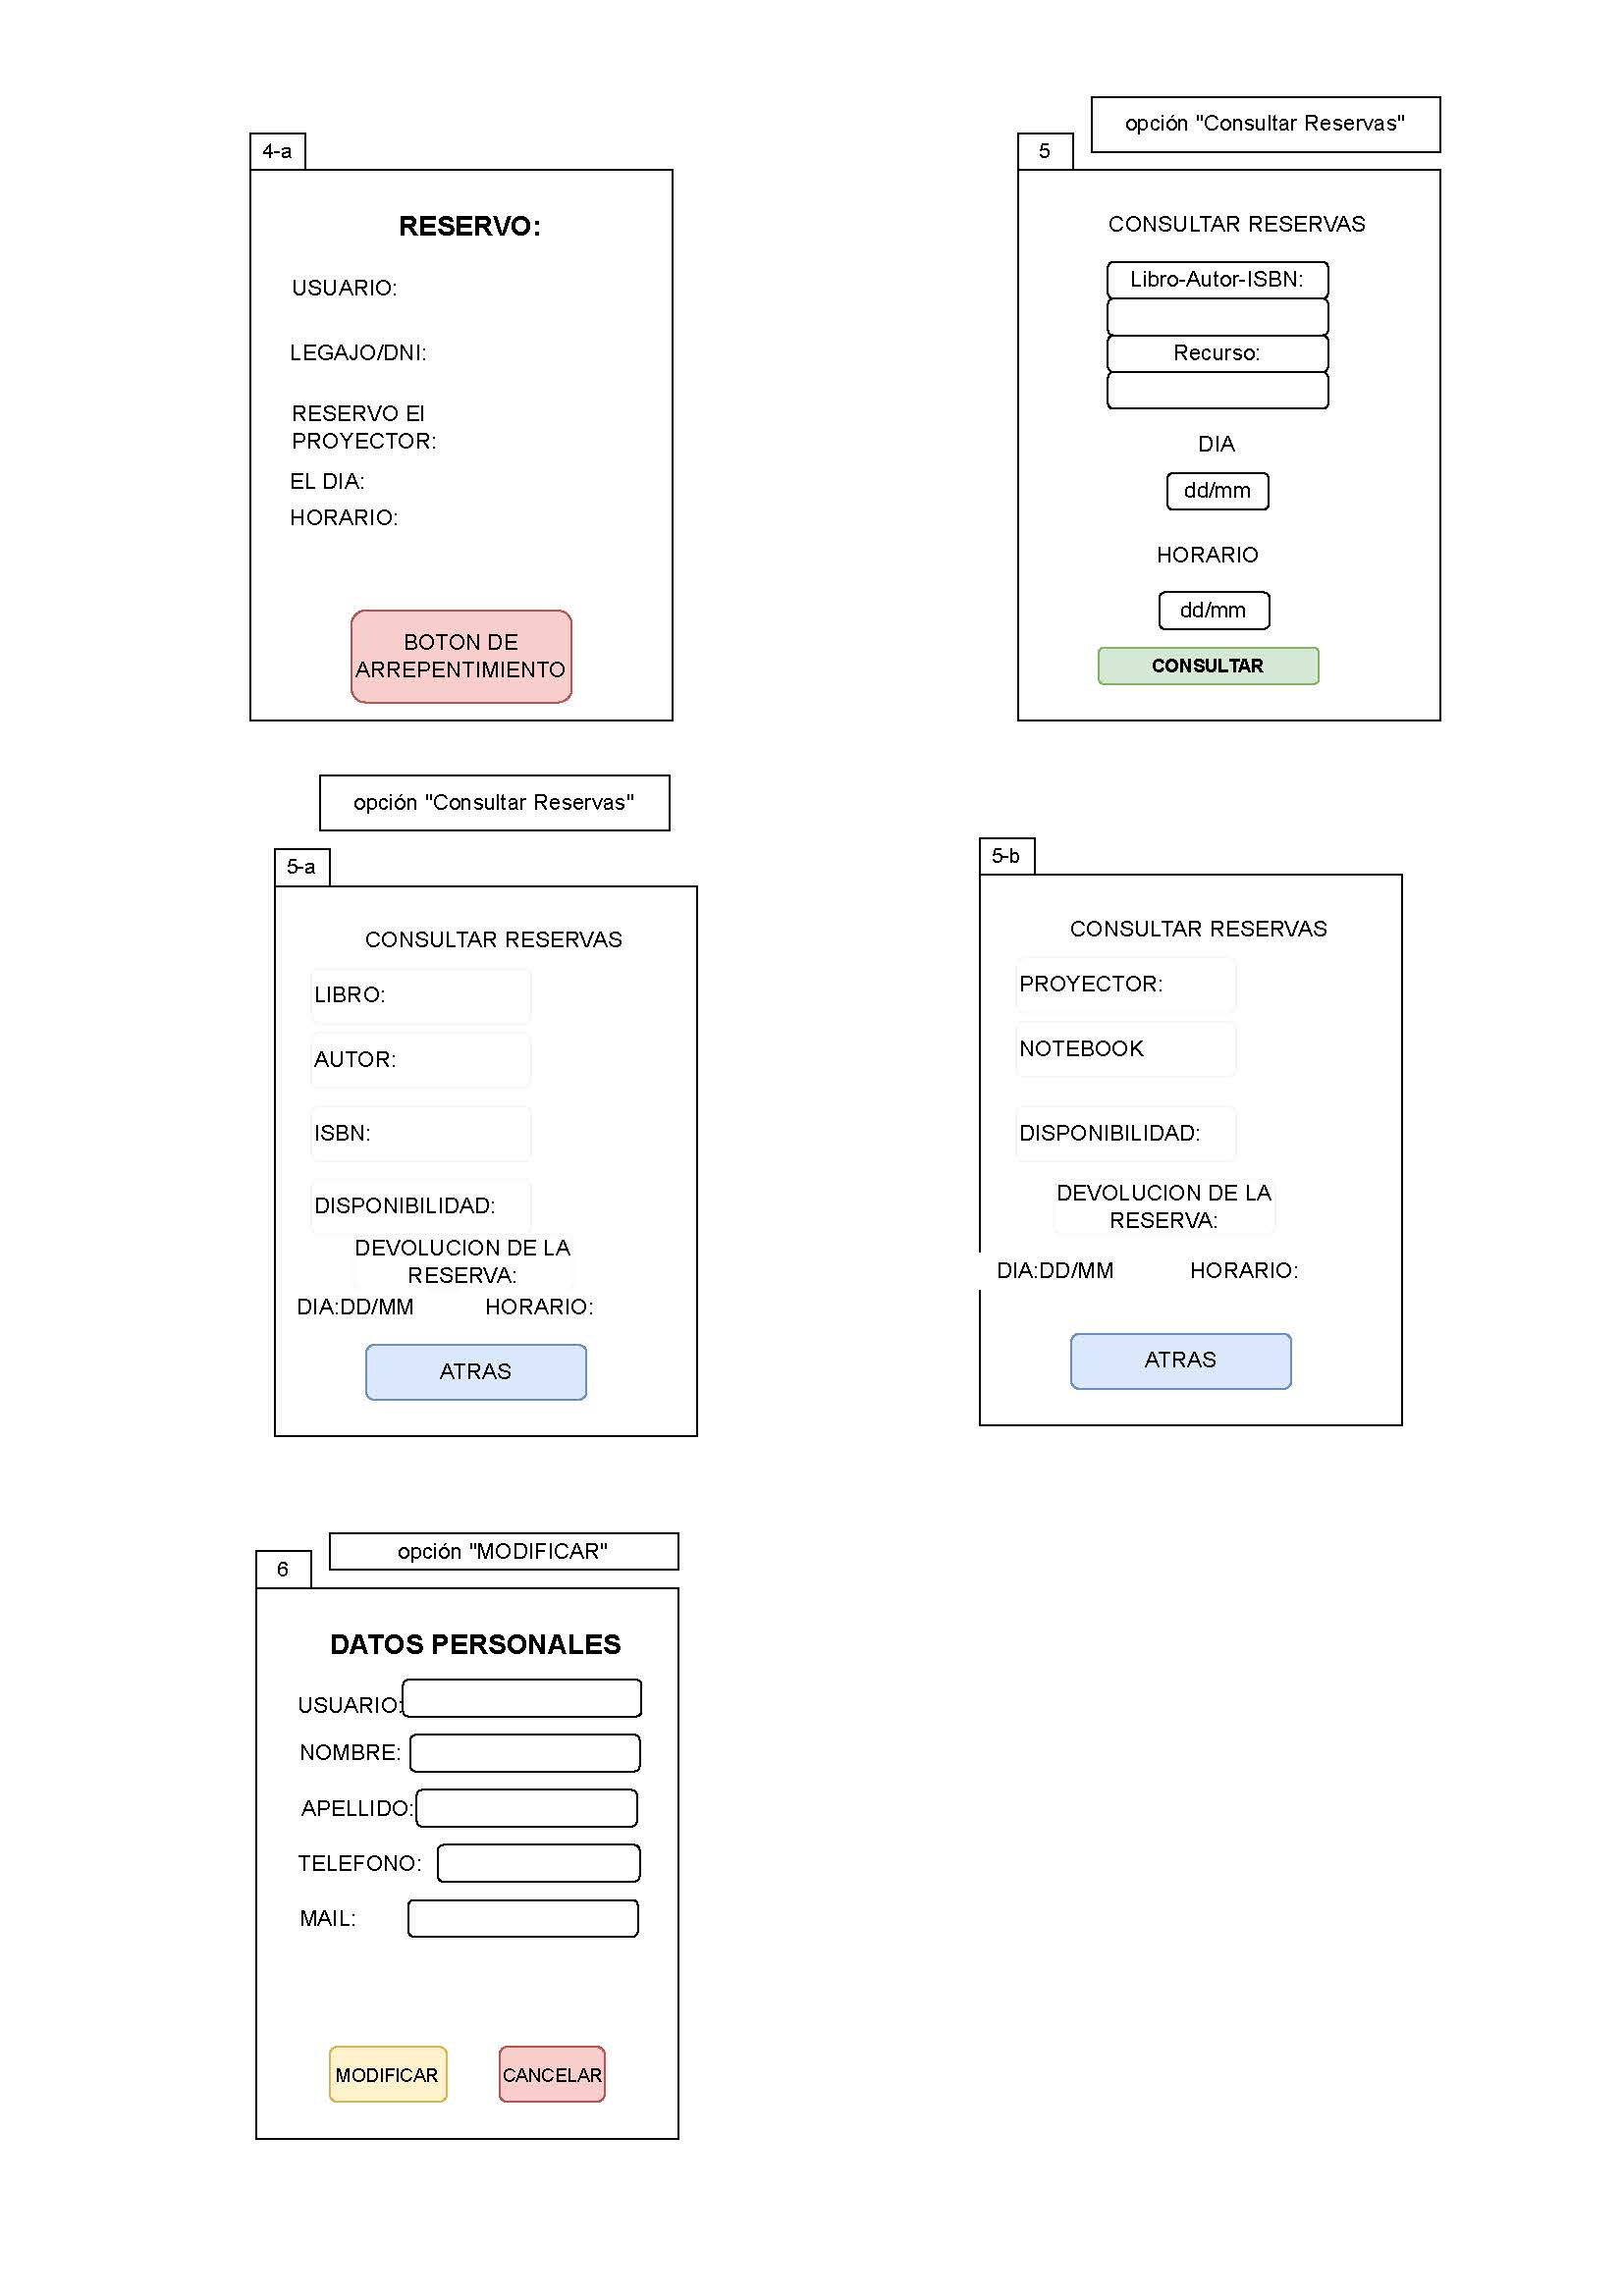 4-a
RESERVO:
USUARIO:
LEGAJO/DNI:
RESERVO El
PROYECTOR:
EL DIA:
HORARIO:
BOTON DE
ARREPENTIMIENTO
opción "Consultar Reservas"
5
CONSULTAR RESERVAS
Libro-Autor-ISBN:
Recurso:
DIA
dd/mm
HORARIO
dd/mm
CONSULTAR
opción "Consultar Reservas"
5-a
CONSULTAR RESERVAS
LIBRO:
AUTOR:
ISBN:
DISPONIBILIDAD:
DEVOLUCION DE LA
RESERVA:
DIA:DD/MM HORARIO:
ATRAS
5-b
CONSULTAR RESERVAS
PROYECTOR:
NOTEBOOK
DISPONIBILIDAD:
DEVOLUCION DE LA
RESERVA:
DIA:DD/MM HORARIO:
ATRAS
opción "MODIFICAR"
6
DATOS PERSONALES
USUARIO:
NOMBRE:
APELLIDO:
TELEFONO:
MAIL:
MODIFICAR CANCELAR